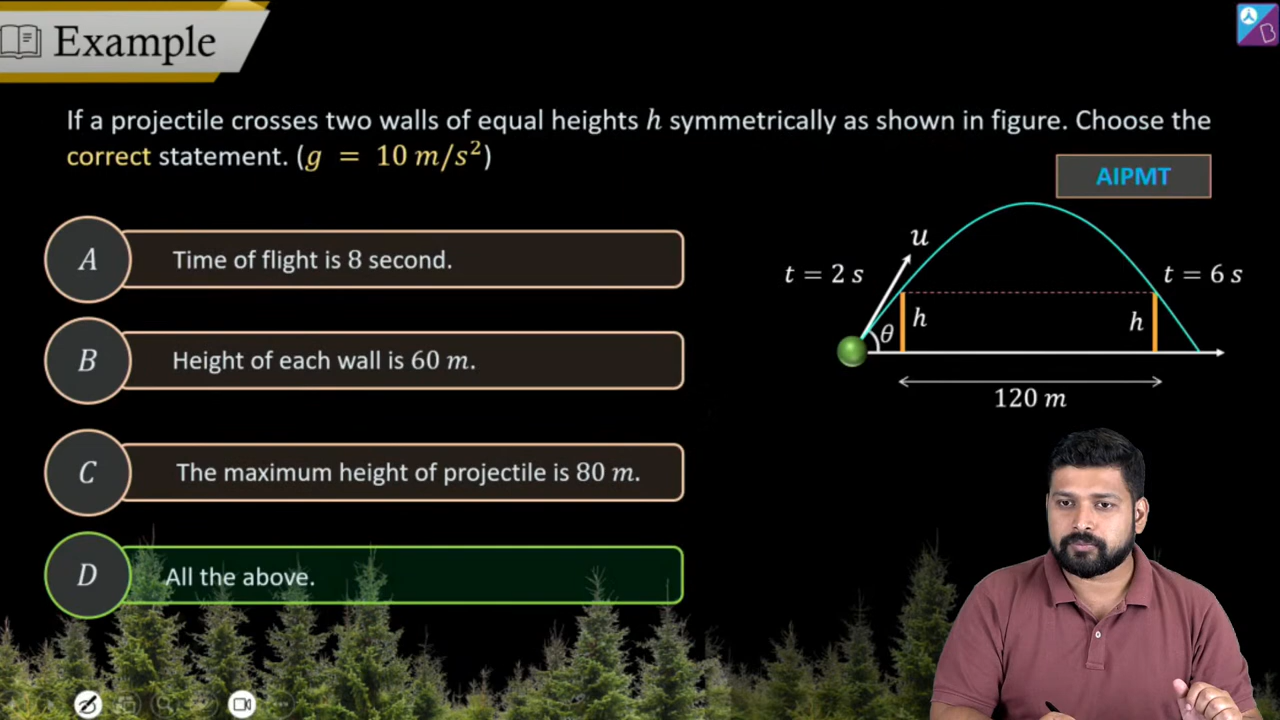 Example
If a projectile crosses two walls of equal heights h symmetrically as shown in figure. Choose the
correct statement. (g = 10 m/s²)
AIPMT
A Time of flight is 8 second.
B Height of each wall is 60 m.
C The maximum height of projectile is 80 m.
D All the above.
u
t = 2 s
t = 6 s
θ
h
h
120 m
B